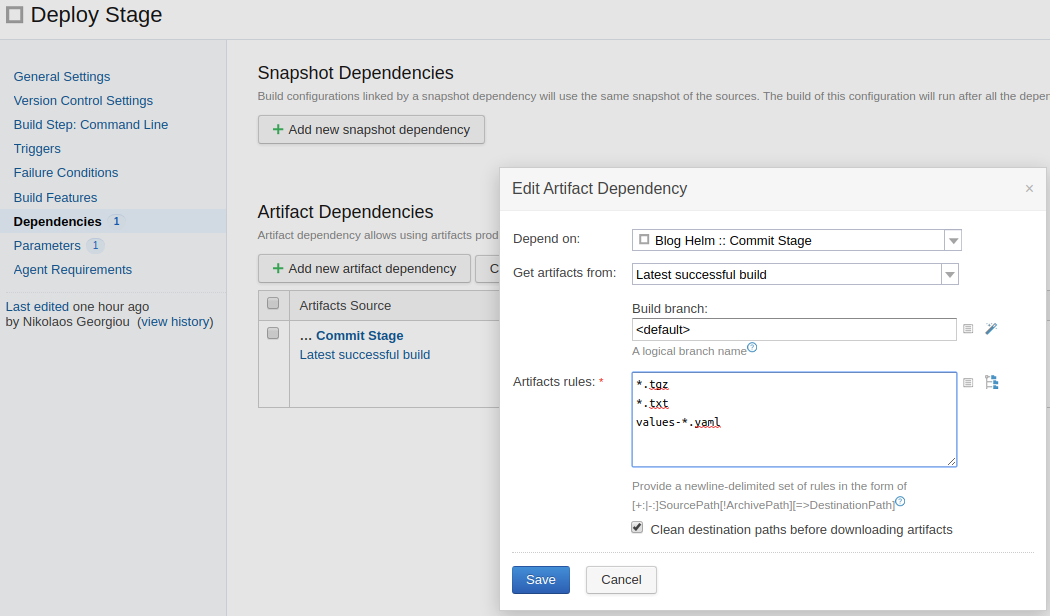 Deploy Stage
General Settings
Version Control Settings
Build Step: Command Line
Triggers
Failure Conditions
Build Features
Dependencies 1
Parameters 1
Agent Requirements
Last edited one hour ago
by Nikolaos Georgiou (view history)
Snapshot Dependencies
Build configurations linked by a snapshot dependency will use the same snapshot of the sources. The build of this configuration will run after all the depen
+ Add new snapshot dependency
Artifact Dependencies
Artifact dependency allows using artifacts prod
+ Add new artifact dependency
C
Artifacts Source
... Commit Stage
Latest successful build
Edit Artifact Dependency ×
Depend on: Blog Helm :: Commit Stage
Get artifacts from: Latest successful build
Build branch:
<default>
A logical branch name?
Artifacts rules: *
*.tgz
*.txt
values-*.yaml
Provide a newline-delimited set of rules in the form of
[+:|-:]SourcePath[!ArchivePath][=>DestinationPath]?
Clean destination paths before downloading artifacts
Save Cancel